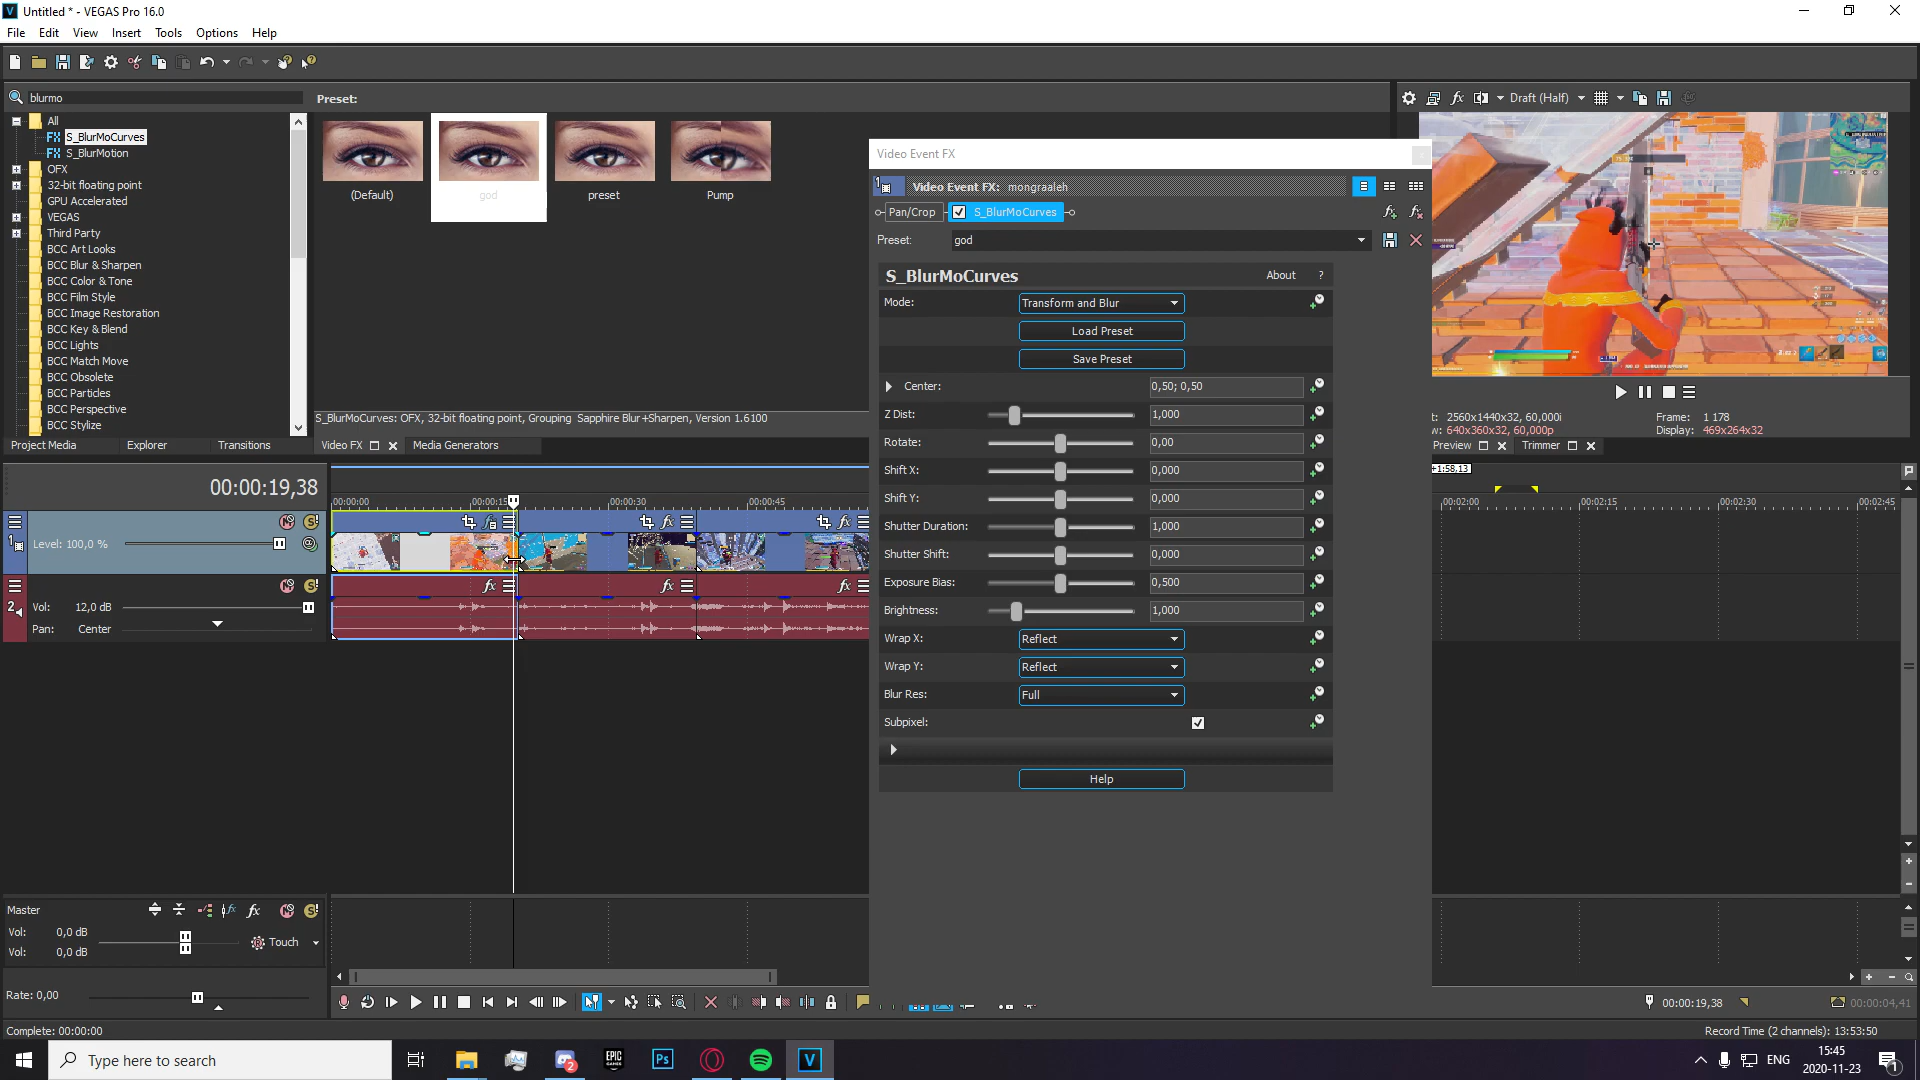 Untitled * - VEGAS Pro 16.0
File Edit View Insert Tools Options Help
blurmo
Preset:
All
S_BlurMoCurves
S_BlurMotion
OFX
32-bit floating point
GPU Accelerated
VEGAS
Third Party
BCC Art Looks
BCC Blur & Sharpen
BCC Color & Tone
BCC Film Style
BCC Image Restoration
BCC Key & Blend
BCC Lights
BCC Match Move
BCC Obsolete
BCC Particles
BCC Perspective
BCC Stylize
(Default)
god
preset
Pump
S_BlurMoCurves: OFX, 32-bit floating point, Grouping Sapphire Blur+Sharpen, Version 1.6100
Project Media Explorer Transitions Video FX Media Generators
Video Event FX
Video Event FX: mongraaleh
Pan/Crop S_BlurMoCurves
Preset: god
S_BlurMoCurves About ?
Mode: Transform and Blur
Load Preset
Save Preset
Center: 0,50; 0,50
Z Dist: 1,000
Rotate: 0,00
Shift X: 0,000
Shift Y: 0,000
Shutter Duration: 1,000
Shutter Shift: 0,000
Exposure Bias: 0,500
Brightness: 1,000
Wrap X: Reflect
Wrap Y: Reflect
Blur Res: Full
Subpixel:
Help
Draft (Half)
t: 2560x1440x32, 60,000i Frame: 1 178
w: 640x360x32, 60,000p Display: 469x264x32
Preview Trimmer
+1:58.13
00:00:19,38
00:00:00 00:00:15 00:00:30 00:00:45
00:02:00 00:02:15 00:02:30 00:02:45
1
Level: 100,0 %
2
Vol: 12,0 dB
Pan: Center
Master
Vol: 0,0 dB
Vol: 0,0 dB
Touch
Rate: 0,00
00:00:19,38 00:00:04,41
Complete: 00:00:00
Record Time (2 channels): 13:53:50
Type here to search
EPIC GAMES
Ps
V
2
ENG
15:45
2020-11-23
1